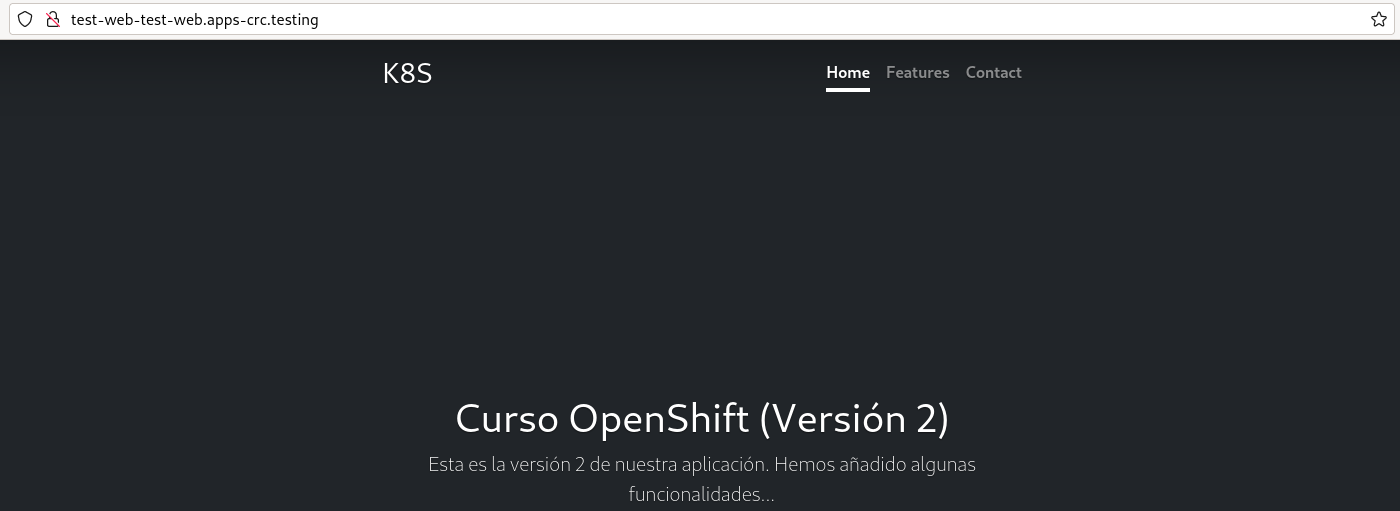 test-web-test-web.apps-crc.testing
K8S
Home Features Contact
Curso OpenShift (Versión 2)
Esta es la versión 2 de nuestra aplicación. Hemos añadido algunas
funcionalidades...